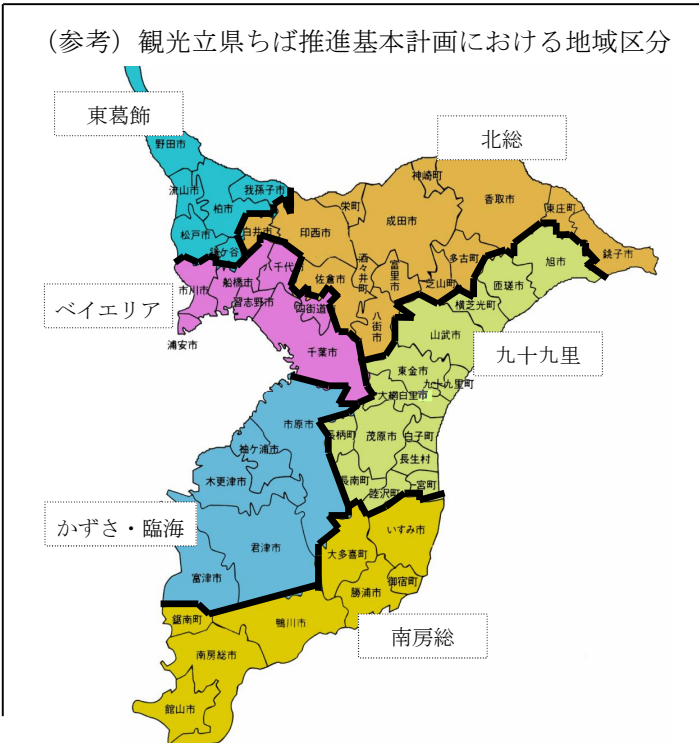 (参考)観光立県ちば推進基本計画における地域区分
東葛飾
北総
ベイエリア
九十九里
かずさ・臨海
南房総
野田市
流山市
柏市
我孫子市
松戸市
鎌ケ谷
白井市
印西市
栄町
成田市
神崎町
香取市
東庄町
銚子市
佐倉市
酒々井町
富里市
八街市
芝山町
多古町
旭市
匝瑳市
横芝光町
山武市
東金市
九十九里町
大網白里市
茂原市
白子町
長柄町
長生村
長南町
睦沢町
宮町
市川市
船橋市
八千代市
習志野市
四街道
浦安市
千葉市
市原市
袖ケ浦市
木更津市
君津市
富津市
いすみ市
大多喜町
御宿町
勝浦市
鴨川市
鋸南町
南房総市
館山市